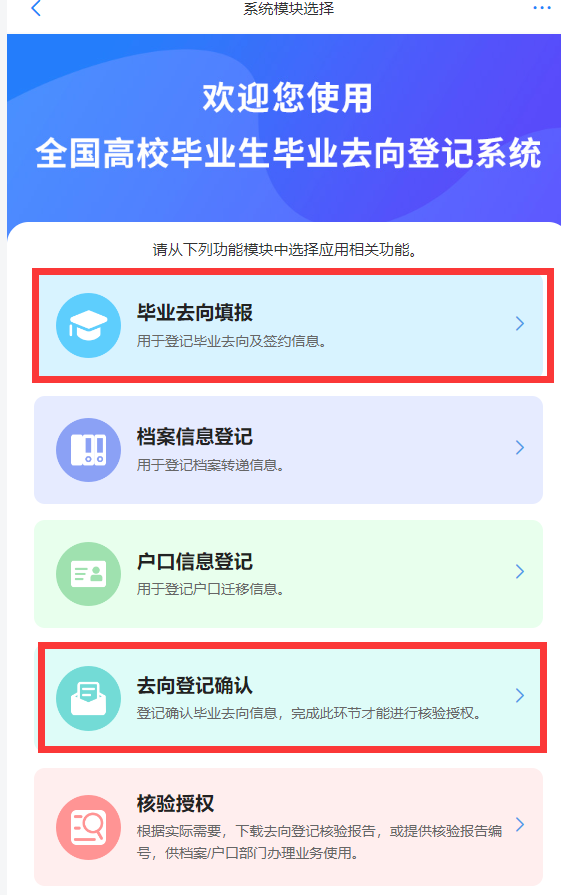 系统模块选择
欢迎您使用
全国高校毕业生毕业去向登记系统
请从下列功能模块中选择应用相关功能。
毕业去向填报
用于登记毕业去向及签约信息。
档案信息登记
用于登记档案转递信息。
户口信息登记
用于登记户口迁移信息。
去向登记确认
登记确认毕业去向信息，完成此环节才能进行核验授权。
核验授权
根据实际需要，下载去向登记核验报告，或提供核验报告编
号，供档案/户口部门办理业务使用。